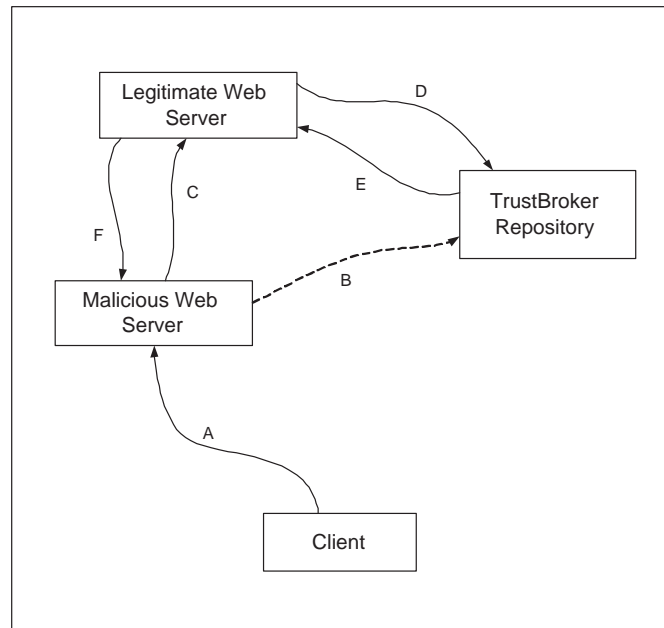 Legitimate Web
Server
D
E
TrustBroker
Repository
C
F
B
Malicious Web
Server
A
Client